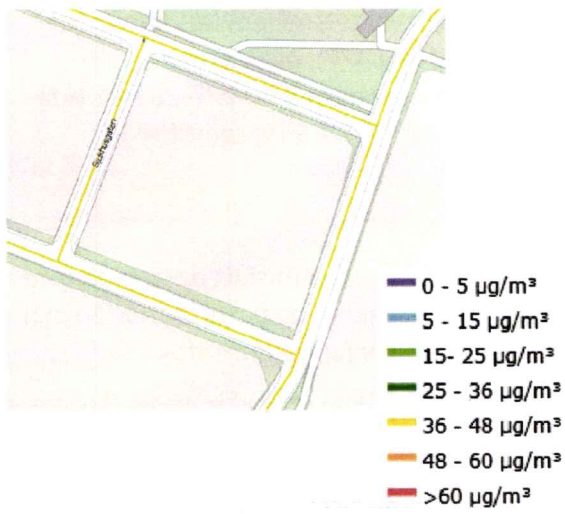 Sjukhusgatan
0 - 5 µg/m³
5 - 15 µg/m³
15- 25 µg/m³
25 - 36 µg/m³
36 - 48 µg/m³
48 - 60 µg/m³
>60 µg/m³